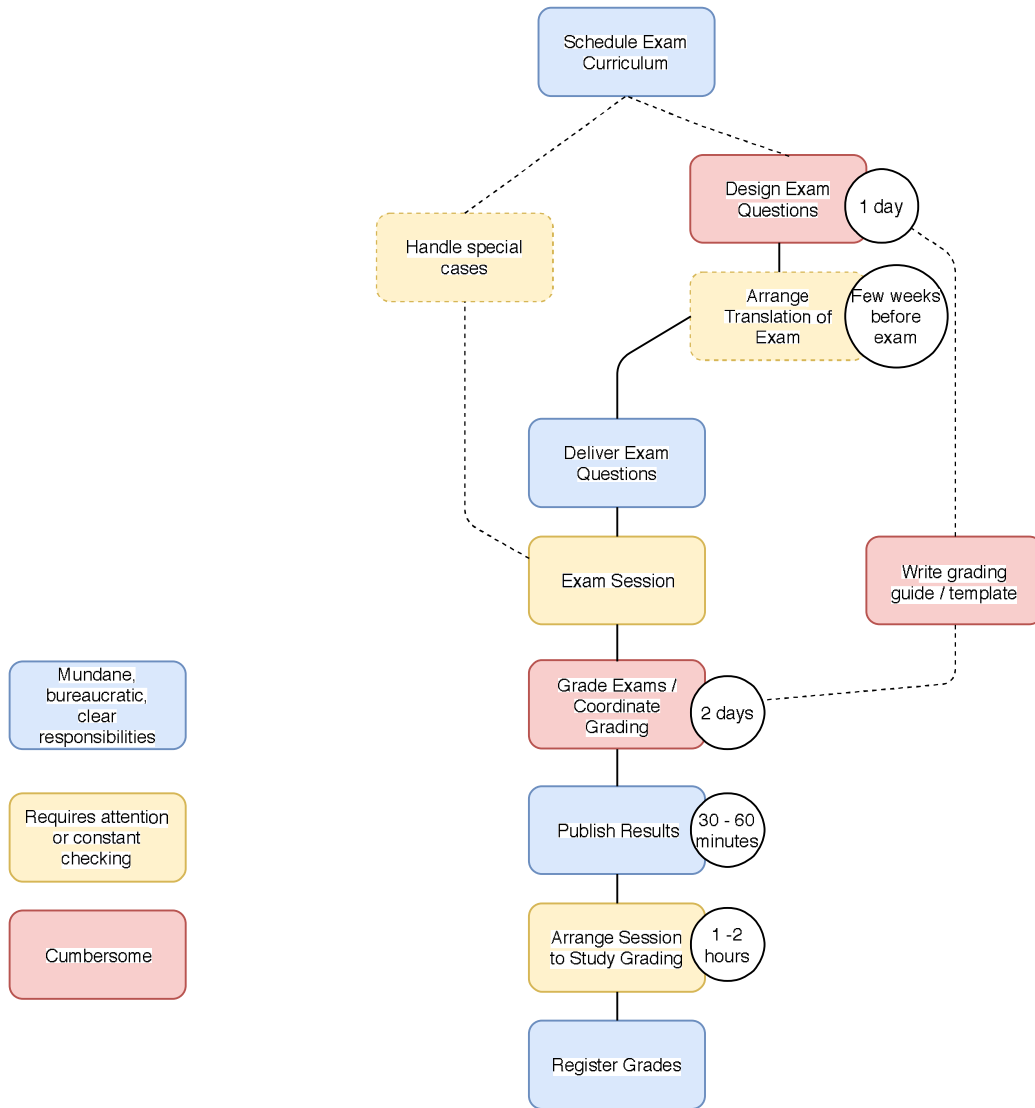 Schedule Exam
Curriculum
Design Exam
Questions
1 day
Handle special
cases
Arrange
Translation of
Exam
Few weeks
before
exam
Deliver Exam
Questions
Exam Session
Write grading
guide / template
Grade Exams /
Coordinate
Grading
2 days
Mundane,
bureaucratic,
clear
responsibilities
Publish Results
30 - 60
minutes
Requires attention
or constant
checking
Arrange Session
to Study Grading
1 -2
hours
Cumbersome
Register Grades